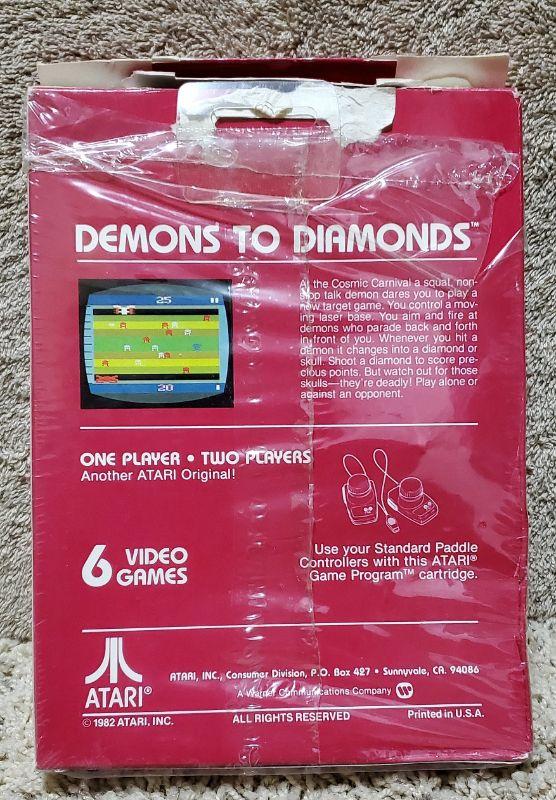 DEMONS TO DIAMONDS™
25
20
At the Cosmic Carnival a squat, non-
stop talk demon dares you to play a
new target game. You control a mov-
ing laser base. You aim and fire at
demons who parade back and forth
in front of you. Whenever you hit a
demon it changes into a diamond or
skull. Shoot a diamond to score pre-
cious points. But watch out for those
skulls—they're deadly! Play alone or
against an opponent.
ONE PLAYER • TWO PLAYERS
Another ATARI Original!
6 VIDEO
GAMES
Use your Standard Paddle
Controllers with this ATARI®
Game Program™ cartridge.
ATARI®
ATARI, INC., Consumer Division, P.O. Box 427 • Sunnyvale, CA. 94086
A Warner Communications Company
© 1982 ATARI, INC.
ALL RIGHTS RESERVED
Printed in U.S.A.